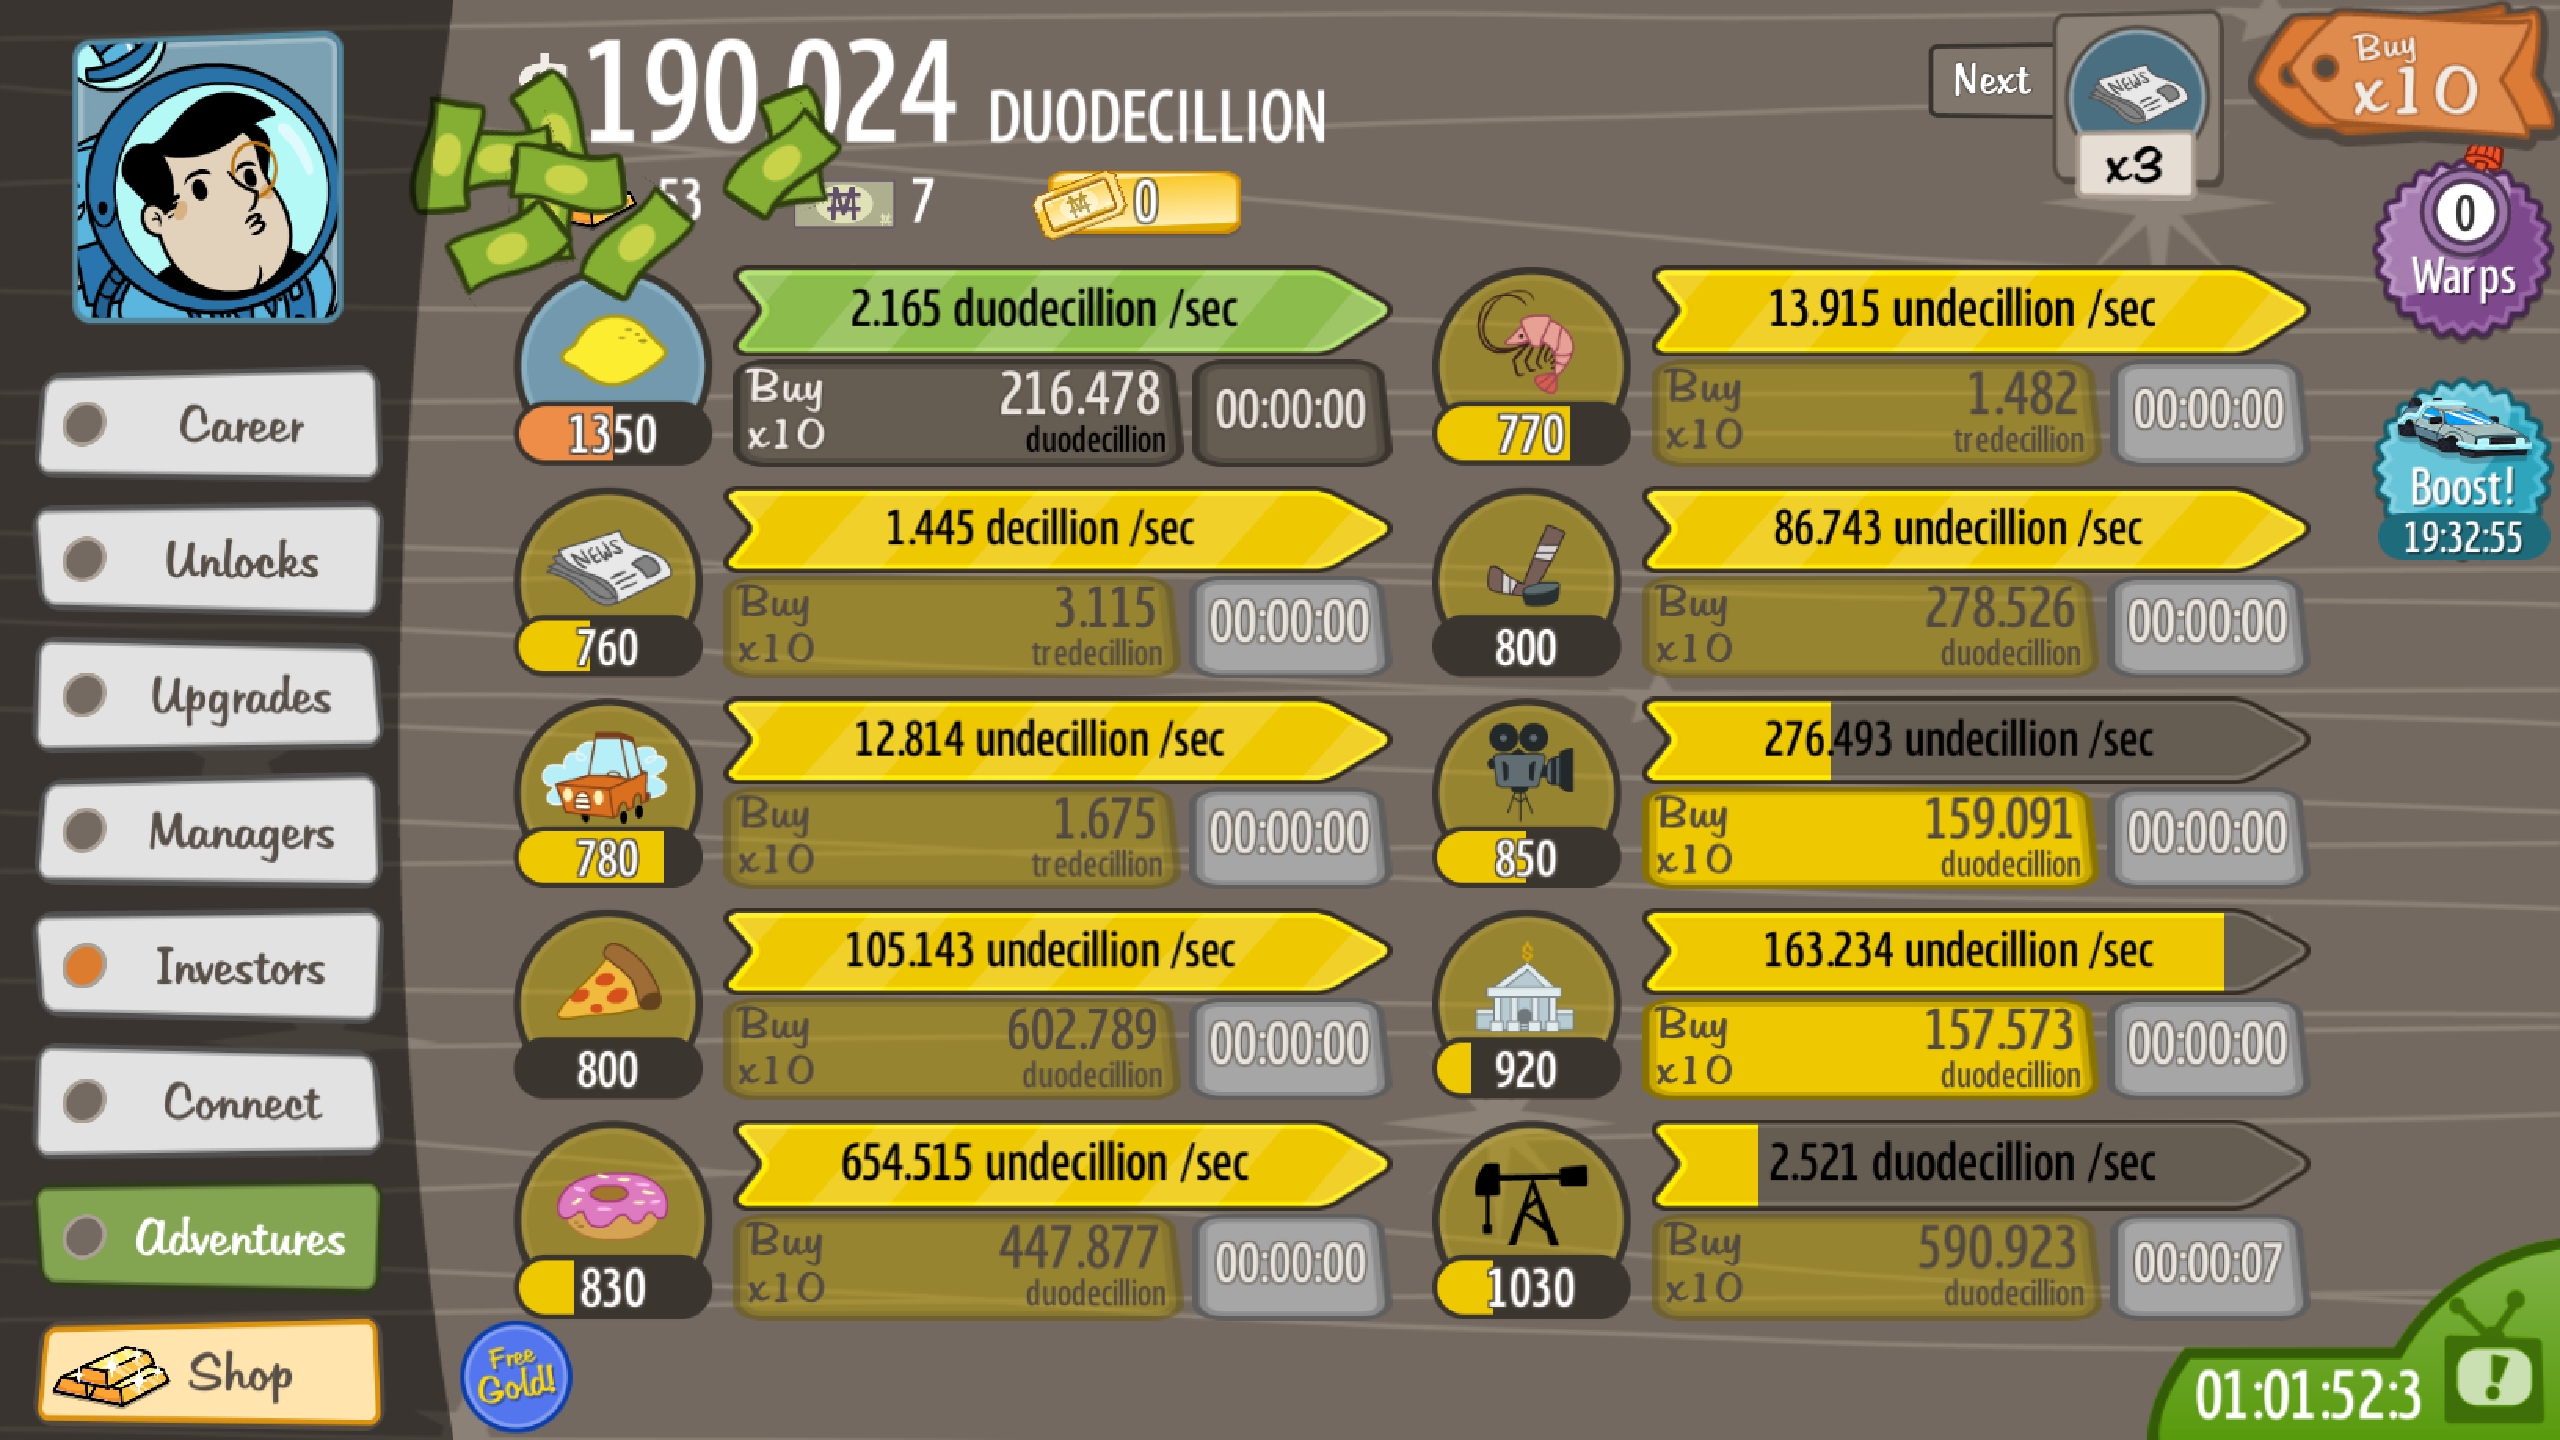 $190.024 DUODECILLION
53
7
0
Next
NEWS
x3
Buy
x10
0
Warps
Boost!
19:32:55
Career
Unlocks
Upgrades
Managers
Investors
Connect
Adventures
Shop
2.165 duodecillion /sec
1350
Buy
x10
216.478
duodecillion
00:00:00
NEWS
1.445 decillion /sec
760
Buy
x10
3.115
tredecillion
00:00:00
12.814 undecillion /sec
780
Buy
x10
1.675
tredecillion
00:00:00
105.143 undecillion /sec
800
Buy
x10
602.789
duodecillion
00:00:00
654.515 undecillion /sec
830
Buy
x10
447.877
duodecillion
00:00:00
13.915 undecillion /sec
770
Buy
x10
1.482
tredecillion
00:00:00
86.743 undecillion /sec
800
Buy
x10
278.526
duodecillion
00:00:00
276.493 undecillion /sec
850
Buy
x10
159.091
duodecillion
00:00:00
163.234 undecillion /sec
920
Buy
x10
157.573
duodecillion
00:00:00
2.521 duodecillion /sec
1030
Buy
x10
590.923
duodecillion
00:00:07
Free
Gold!
01:01:52:3
!